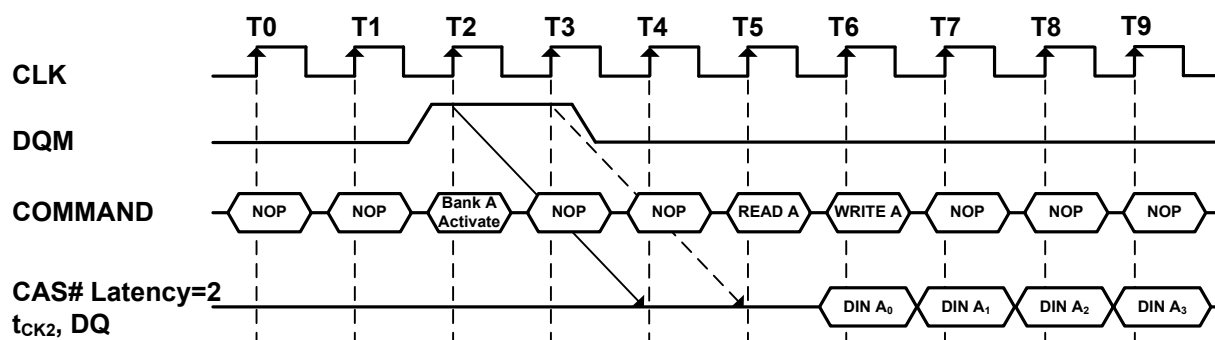 T0 T1 T2 T3 T4 T5 T6 T7 T8 T9
CLK
DQM
COMMAND NOP NOP Bank A Activate NOP NOP READ A WRITE A NOP NOP NOP
CAS# Latency=2
tCK2, DQ DIN A0 DIN A1 DIN A2 DIN A3